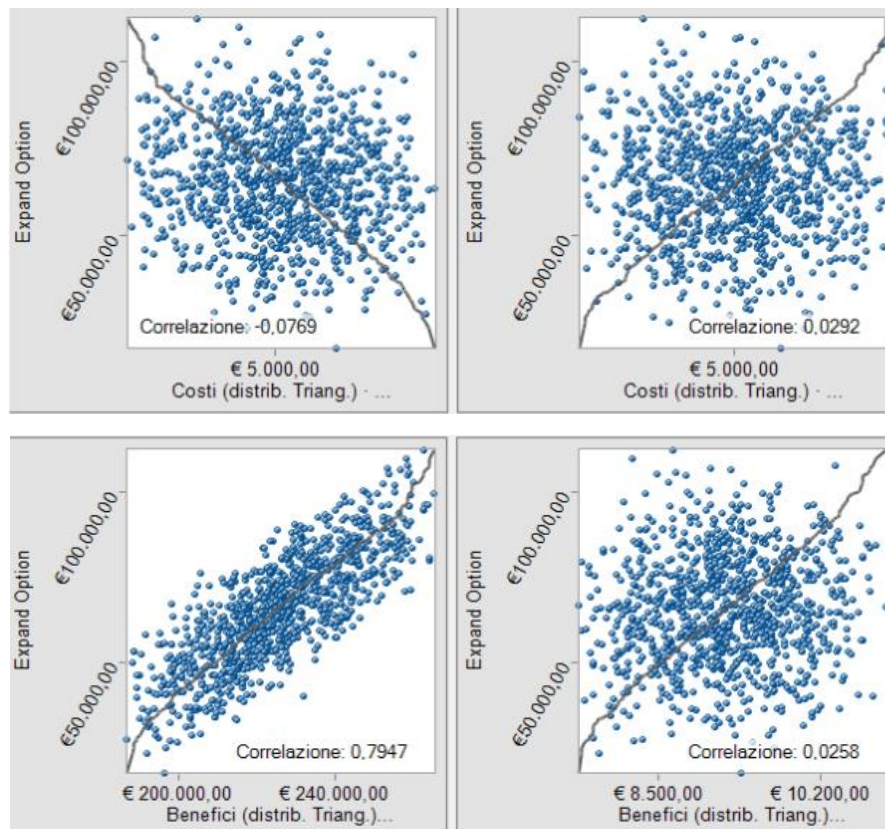 Expand Option
€100.000,00
€50.000,00
Correlazione: -0,0769
€ 5.000,00
Costi (distrib. Triang.) · ...
Expand Option
€100.000,00
€50.000,00
Correlazione: 0,0292
€ 5.000,00
Costi (distrib. Triang.) · ...
Expand Option
€100.000,00
€50.000,00
Correlazione: 0,7947
€ 200.000,00 € 240.000,00
Benefici (distrib. Triang.)...
Expand Option
€100.000,00
€50.000,00
Correlazione: 0,0258
€ 8.500,00 € 10.200,00
Benefici (distrib. Triang.)...